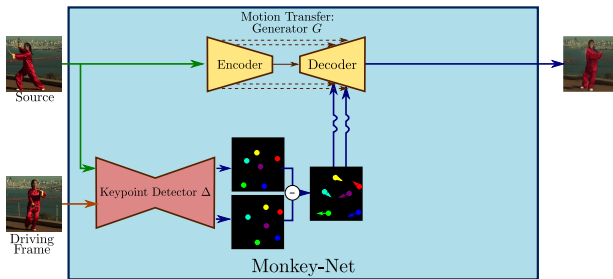 Motion Transfer:
Generator G
Encoder
Decoder
Source
Keypoint Detector Δ
-
Driving
Frame
Monkey-Net